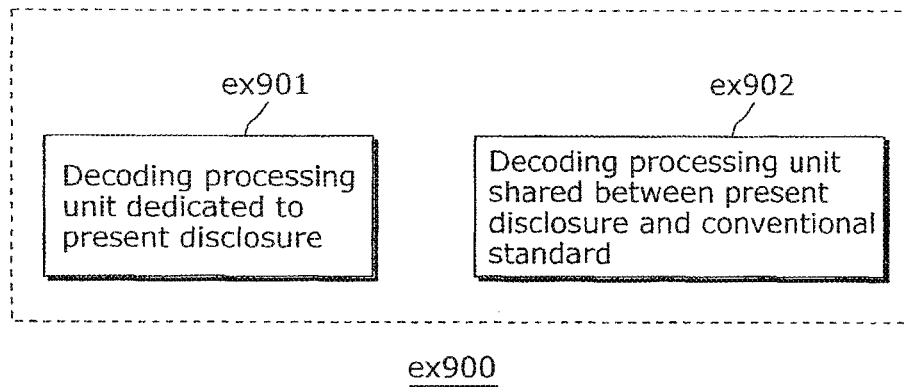 ex901
ex902
Decoding processing
unit dedicated to
present disclosure
Decoding processing unit
shared between present
disclosure and conventional
standard
ex900